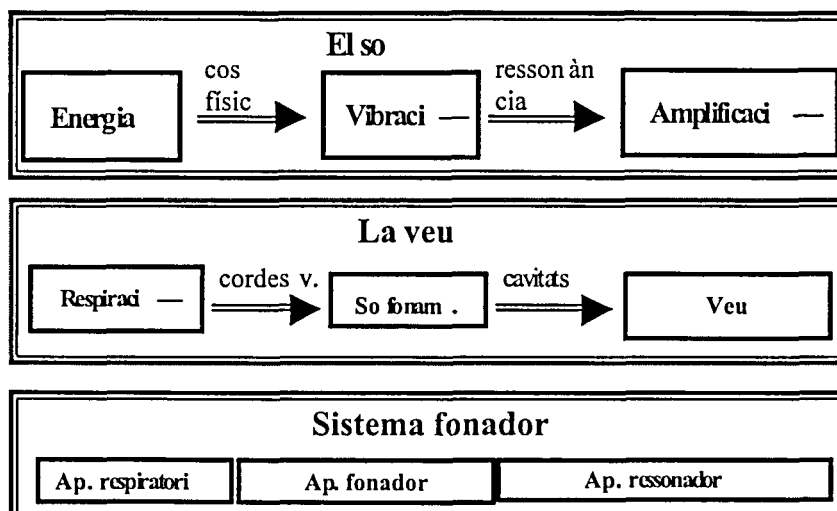 El so
cos
físic
resson àn
cia
Energia
Vibraci —
Amplificaci —
La veu
cordes v.
cavitats
Respiraci —
So fonam .
Veu
Sistema fonador
Ap. respiratori
Ap. fonador
Ap. ressonador